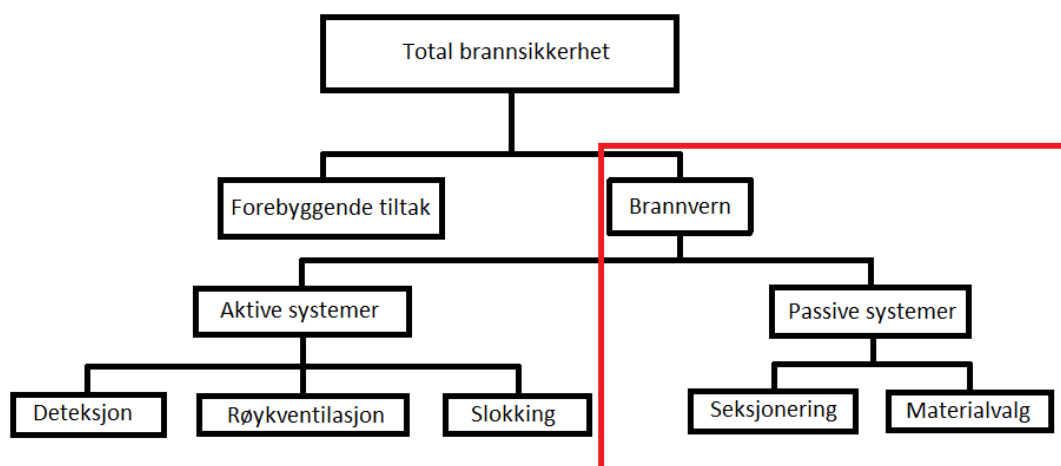 Total brannsikkerhet
Forebyggende tiltak
Brannvern
Aktive systemer
Passive systemer
Deteksjon
Røykventilasjon
Slokking
Seksjonering
Materialvalg